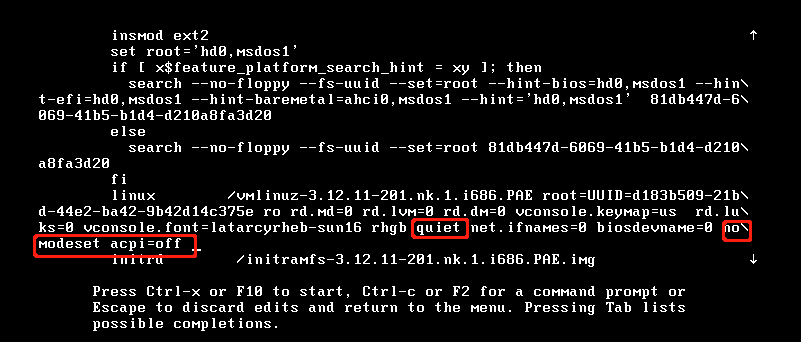 insmod ext2
set root='hd0,msdos1'
if [ x$feature_platform_search_hint = xy ]; then
search --no-floppy --fs-uuid --set=root --hint-bios=hd0,msdos1 --hin\
t-efi=hd0,msdos1 --hint-baremetal=ahci0,msdos1 --hint='hd0,msdos1'  81db447d-6\
069-41b5-b1d4-d210a8fa3d20
else
search --no-floppy --fs-uuid --set=root 81db447d-6069-41b5-b1d4-d210\
a8fa3d20
fi
linux /vmlinuz-3.12.11-201.nk.1.i686.PAE root=UUID=d183b509-21b\
d-44e2-ba42-9b42d14c375e ro rd.md=0 rd.lvm=0 rd.dm=0 vconsole.keymap=us  rd.lu\
ks=0 vconsole.font=latarcyrheb-sun16 rhgb quiet net.ifnames=0 biosdevname=0 no\
modeset acpi=off _
initrd /initramfs-3.12.11-201.nk.1.i686.PAE.img
Press Ctrl-x or F10 to start, Ctrl-c or F2 for a command prompt or
Escape to discard edits and return to the menu. Pressing Tab lists
possible completions.